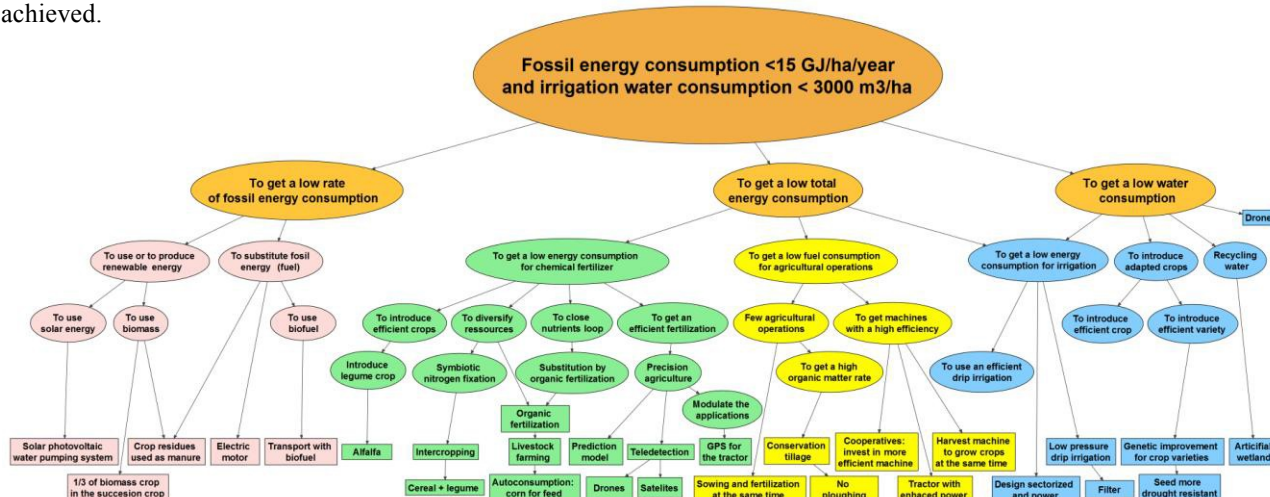 achieved.
Fossil energy consumption <15 GJ/ha/year
and irrigation water consumption < 3000 m3/ha
To get a low rate
of fossil energy consumption
To get a low total
energy consumption
To get a low water
consumption
Drone
To use or to produce
renewable energy
To substitute fosil
energy (fuel)
To get a low energy consumption
for chemical fertilizer
To get a low fuel consumption
for agricultural operations
To get a low energy
consumption for irrigation
To introduce
adapted crops
Recycling
water
To use
solar energy
To use
biomass
To use
biofuel
To introduce
efficient crops
To diversify
ressources
To close
nutrients loop
To get an
efficient fertilization
Few agricultural
operations
To get machines
with a high efficiency
To introduce
efficient crop
To introduce
efficient variety
Introduce
legume crop
Symbiotic
nitrogen fixation
Substitution by
organic fertilization
Precision
agriculture
To get a high
organic matter rate
To use an efficient
drip irrigation
Modulate the
applications
Organic
fertilization
Solar photovoltaic
water pumping system
Crop residues
used as manure
Electric
motor
Transport with
biofuel
Alfalfa
Intercropping
Livestock
farming
Prediction
model
Teledetection
GPS for
the tractor
Conservation
tillage
Cooperatives:
invest in more
efficient machine
Harvest machine
to grow crops
at the same time
Low pressure
drip irrigation
Genetic improvement
for crop varieties
Articifial
wetland
1/3 of biomass crop
in the succesion crop
Cereal + legume
Autoconsumption:
corn for feed
Drones
Satelites
Sowing and fertilization
at the same time
No
ploughing
Tractor with
enhaced power
Design sectorized
and power
Filter
Seed more
drought resistant